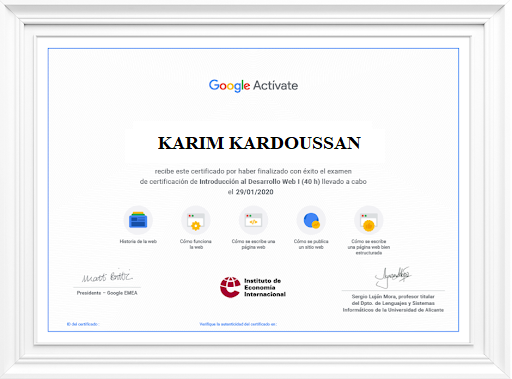 Google Actívate
KARIM KARDOUSSAN
recibe este certificado por haber finalizado con éxito el examen
de certificación de Introducción al Desarrollo Web I (40 h) llevado a cabo
el 29/01/2020
Historia de la web
Cómo funciona
la web
Cómo se escribe una
página web
Cómo se publica
un sitio web
Cómo se escribe
una página web bien
estructurada
Presidente – Google EMEA
Instituto de
Economía
Internacional
Sergio Luján Mora, profesor titular
del Dpto. de Lenguajes y Sistemas
Informáticos de la Universidad de Alicante
ID del certificado:
Verifique la autenticidad del certificado en: